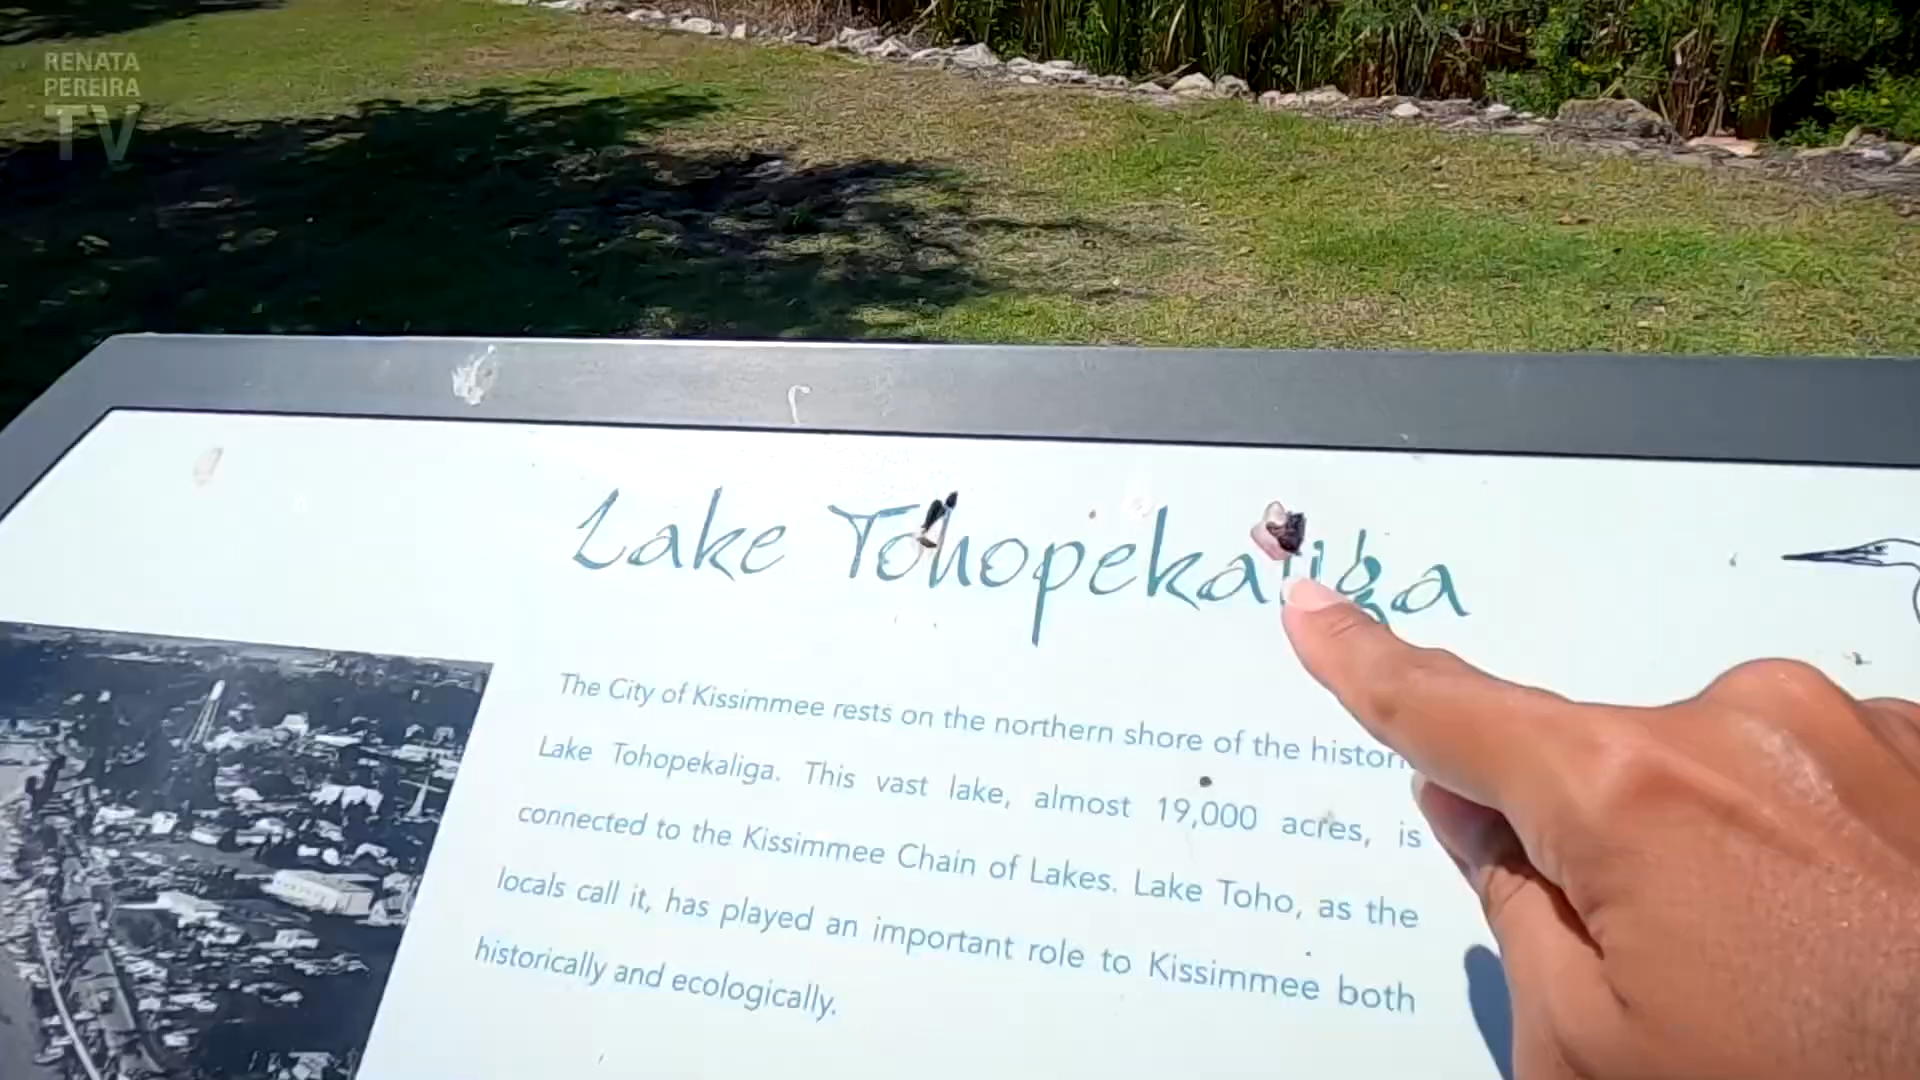 RENATA
PEREIRA
TV
Lake Tohopekaliga
The City of Kissimmee rests on the northern shore of the
Lake Tohopekaliga. This vast lake, almost 19,000 acres, is
connected to the Kissimmee Chain of Lakes. Lake Toho, as the
locals call it, has played an important role to Kissimmee both
historically and ecologically.